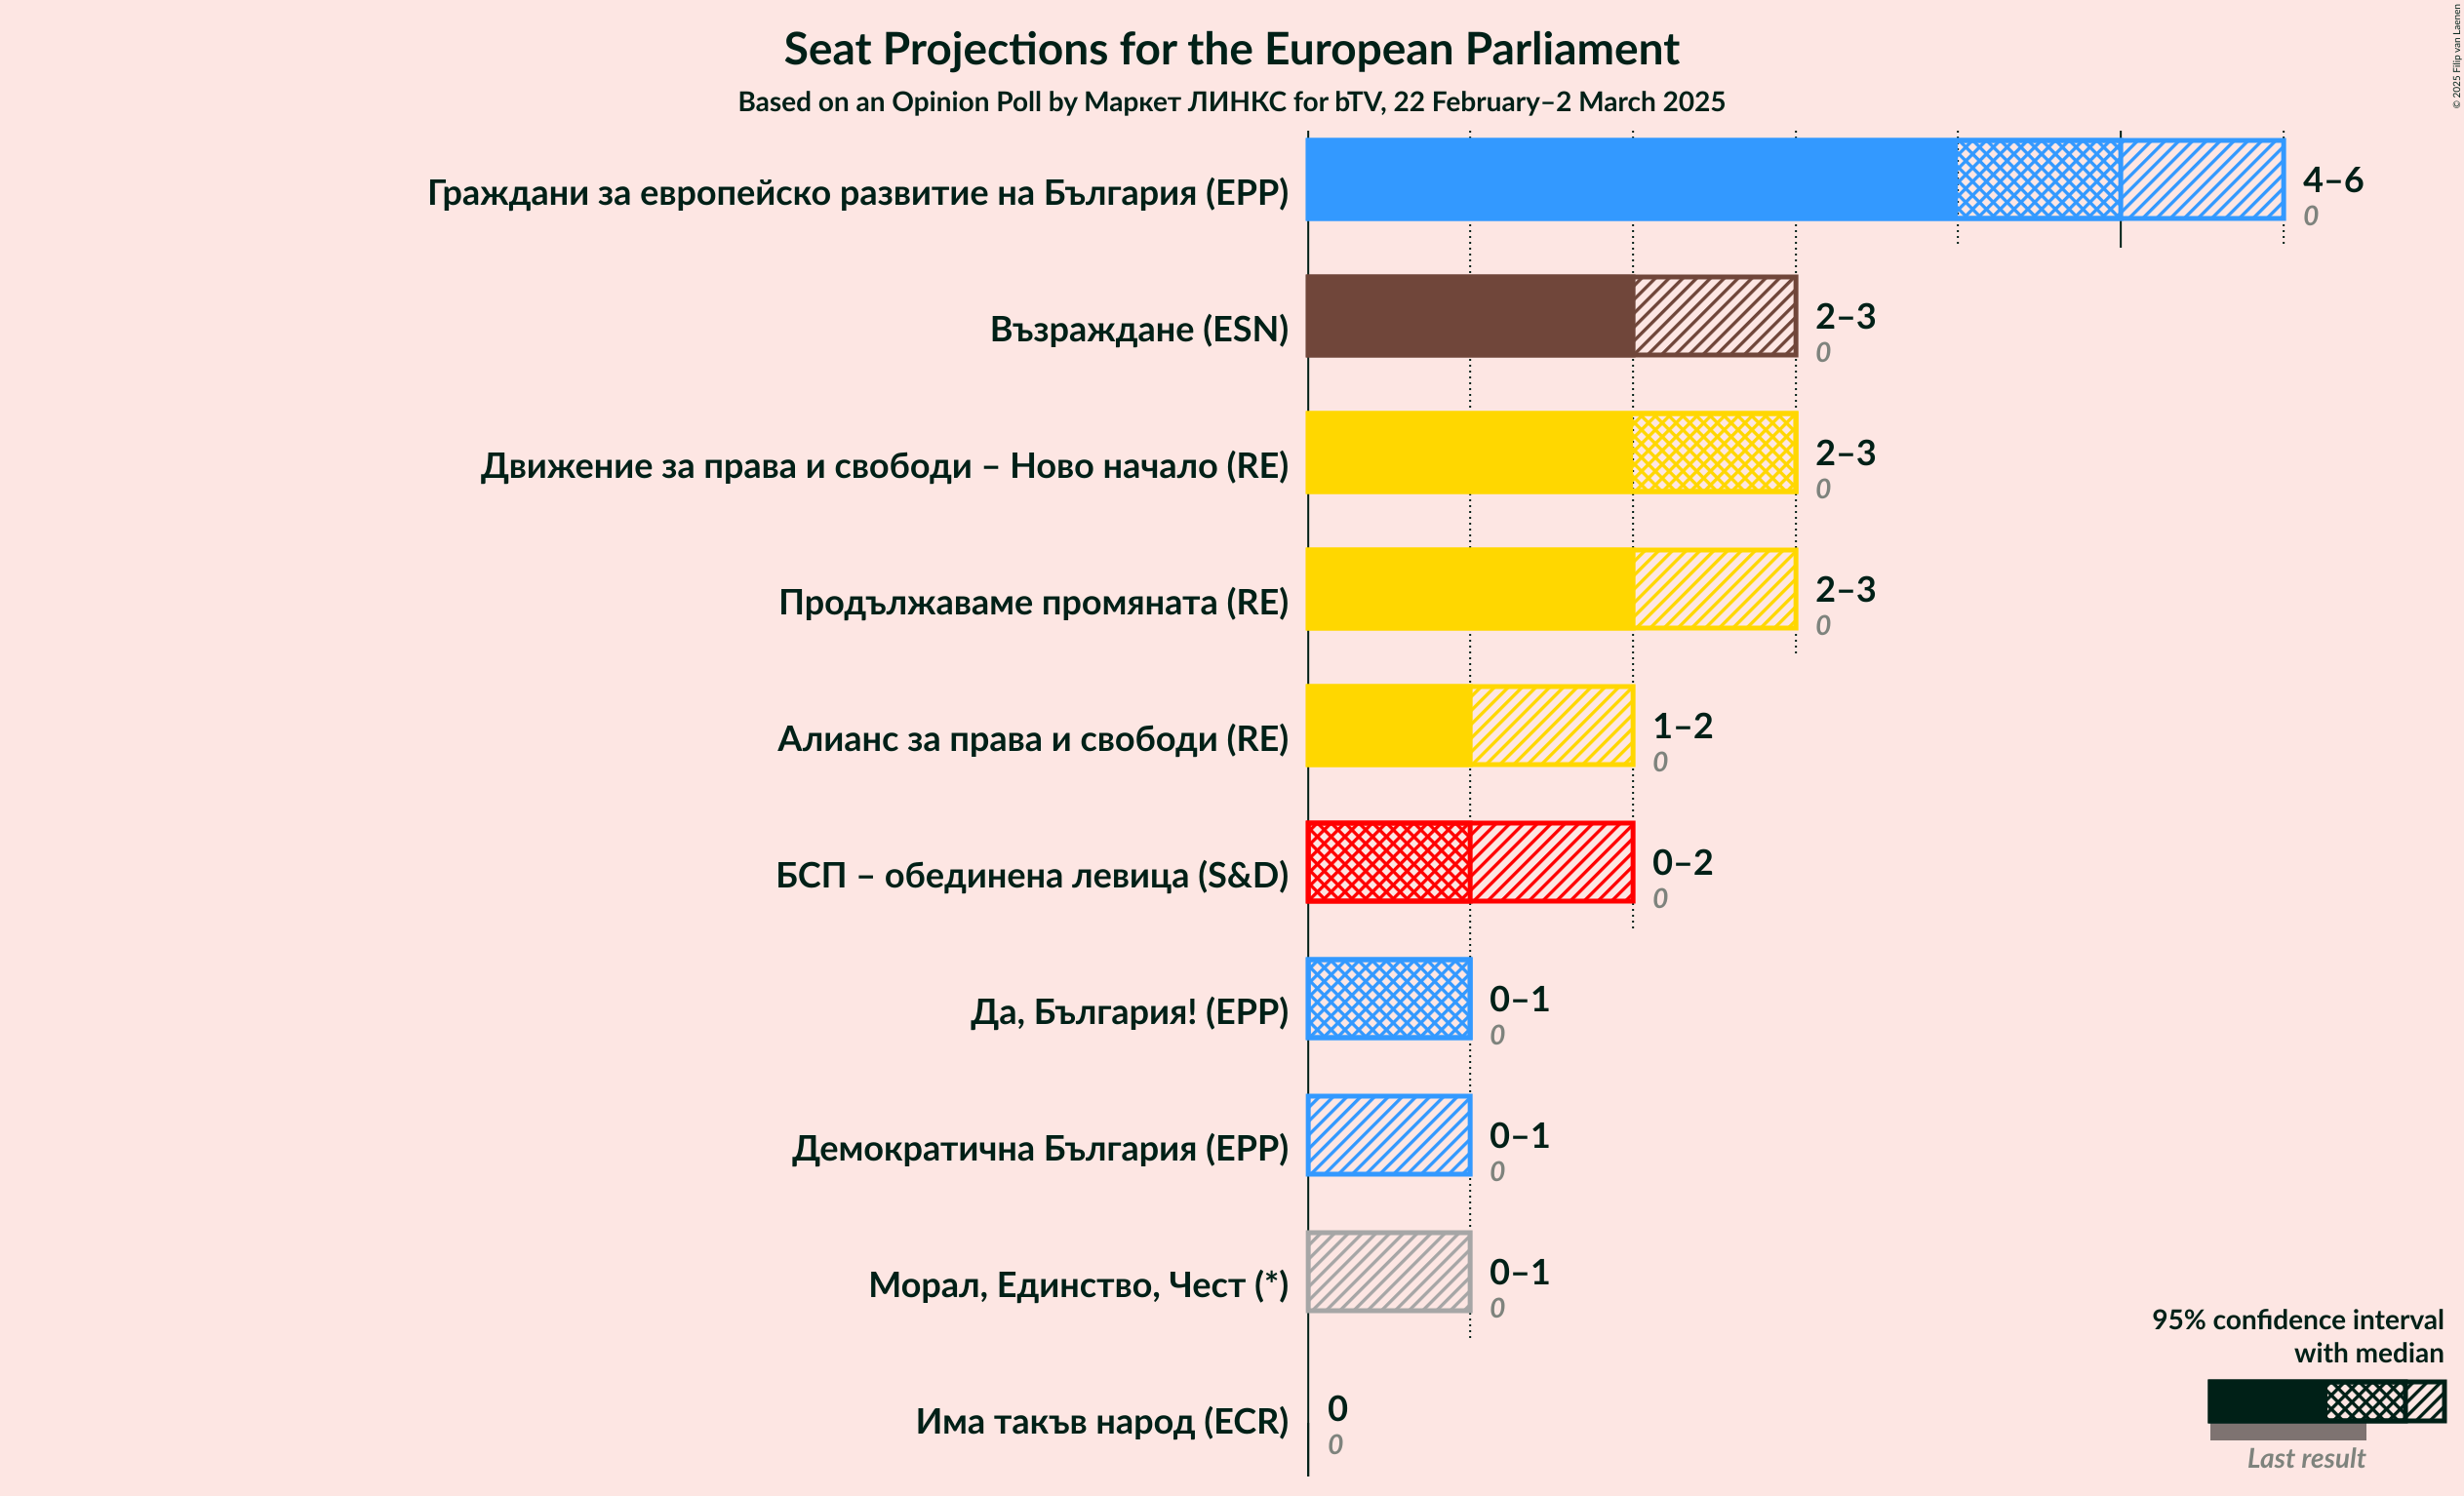 Seat Projections for the European Parliament
Based on an Opinion Poll by Маркет ЛИНКС for bTV, 22 February–2 March 2025
© 2025 Filip van Laenen
Граждани за европейско развитие на България (EPP)
4–6
0
Възраждане (ESN)
2–3
0
Движение за права и свободи – Ново начало (RE)
2–3
0
Продължаваме промяната (RE)
2–3
0
Алианс за права и свободи (RE)
1–2
0
БСП – обединена левица (S&D)
0–2
0
Да, България! (EPP)
0–1
0
Демократична България (EPP)
0–1
0
Морал, Единство, Чест (*)
0–1
0
Има такъв народ (ECR)
0
0
95% confidence interval
with median
Last result